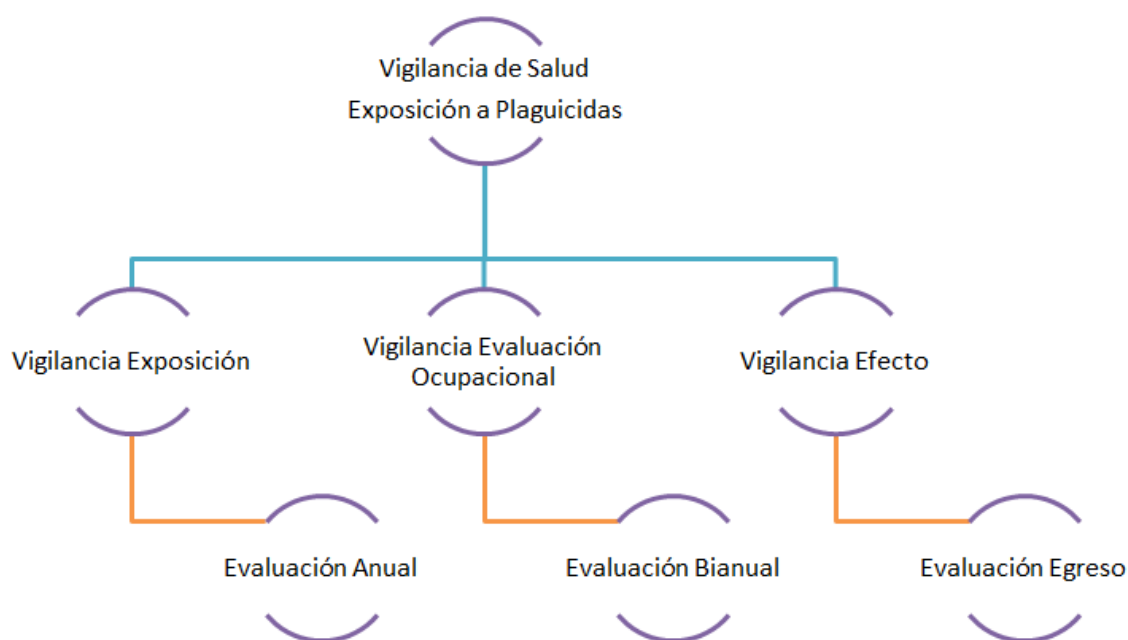 Vigilancia de Salud
Exposición a Plaguicidas
Vigilancia Exposición
Vigilancia Evaluación
Ocupacional
Vigilancia Efecto
Evaluación Anual
Evaluación Bianual
Evaluación Egreso